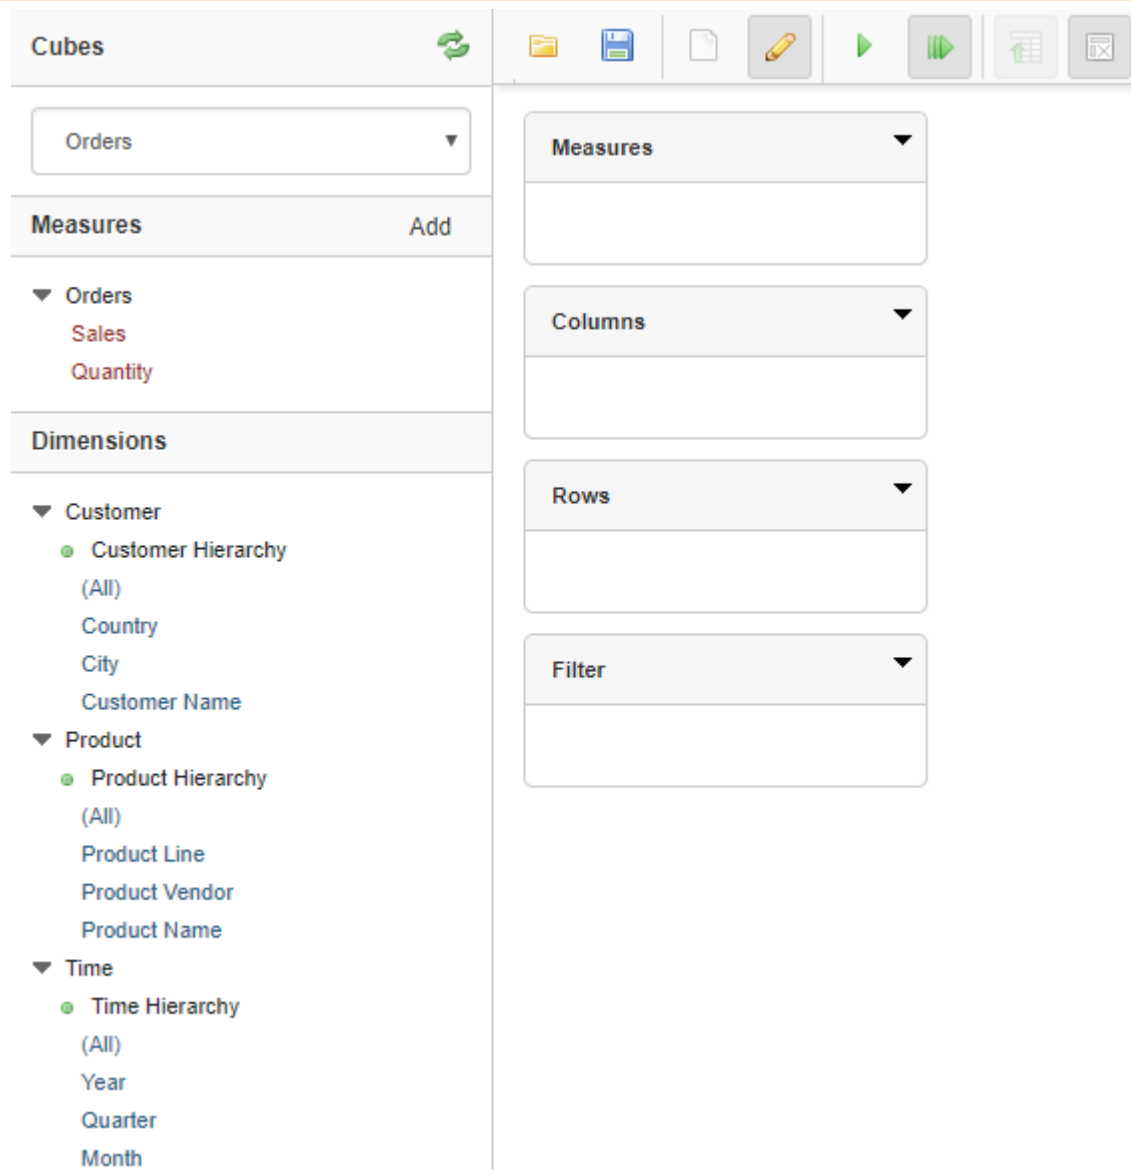 Cubes
Orders
Measures Add
Orders
Sales
Quantity
Dimensions
Customer
Customer Hierarchy
(All)
Country
City
Customer Name
Product
Product Hierarchy
(All)
Product Line
Product Vendor
Product Name
Time
Time Hierarchy
(All)
Year
Quarter
Month
Measures
Columns
Rows
Filter